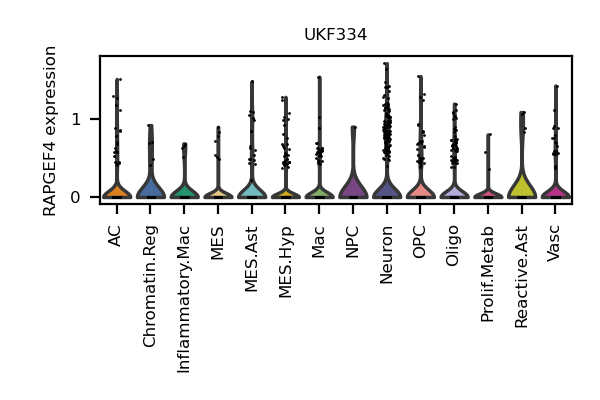 UKF334
RAPGEF4 expression
1
0
AC
Chromatin.Reg
Inflammatory.Mac
MES
MES.Ast
MES.Hyp
Mac
NPC
Neuron
OPC
Oligo
Prolif.Metab
Reactive.Ast
Vasc